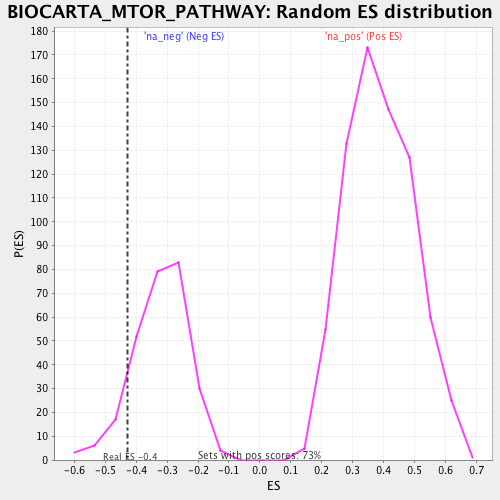 BIOCARTA_MTOR_PATHWAY: Random ES distribution
'na_neg' (Neg ES)
'na_pos' (Pos ES)
180
170
160
150
140
130
120
110
100
90
80
70
60
50
40
30
20
10
0
P(ES)
Real ES -0.4
Sets with pos scores: 73%
-0.6 -0.5 -0.4 -0.3 -0.2 -0.1 0.0 0.1 0.2 0.3 0.4 0.5 0.6 0.7
ES